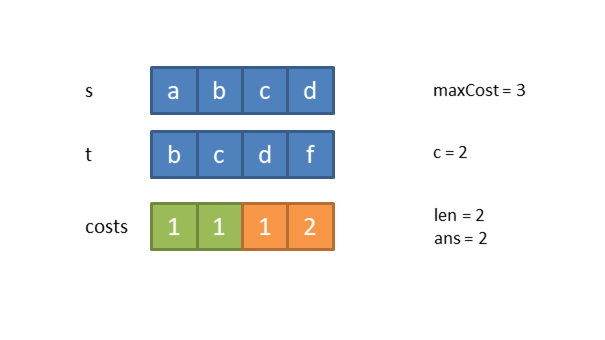 s a b c d maxCost = 3
t b c d f c = 2
costs 1 1 1 2 len = 2
ans = 2